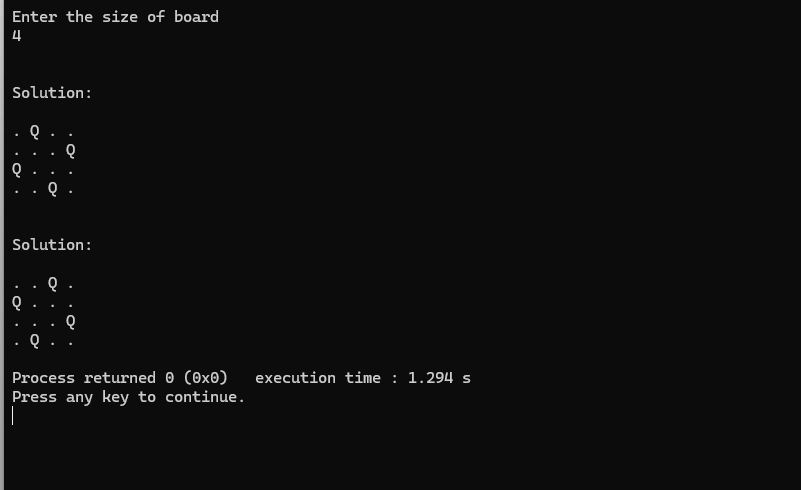 Enter the size of board
4
Solution:
. Q . .
. . . Q
Q . . .
. . Q .
Solution:
. . Q .
Q . . .
. . . Q
. Q . .
Process returned 0 (0x0)   execution time : 1.294 s
Press any key to continue.